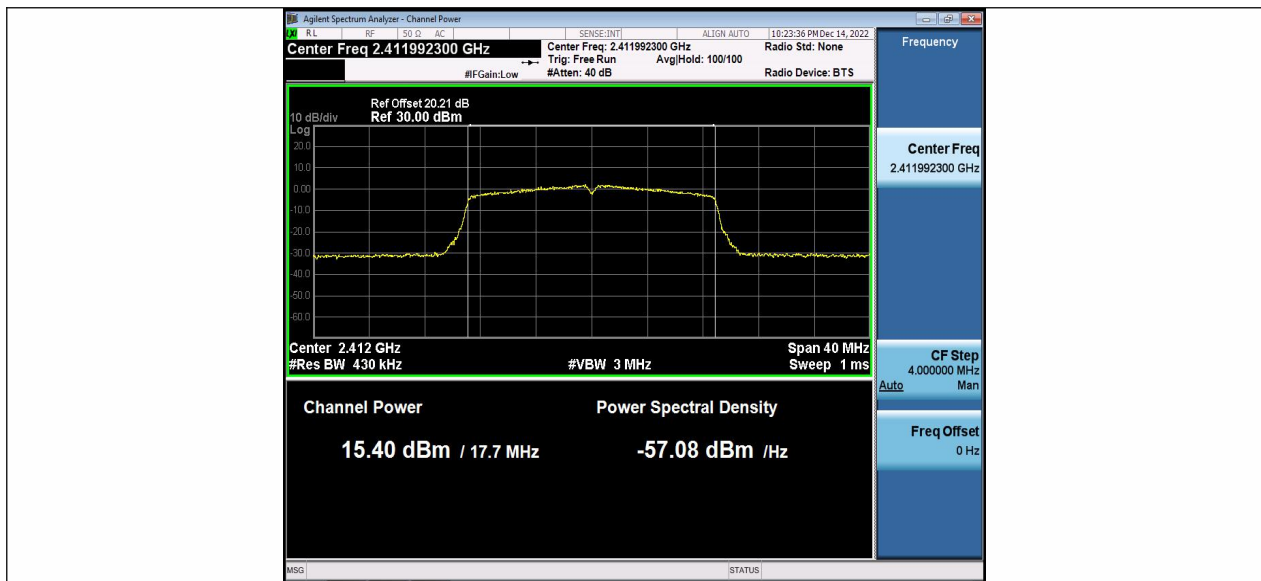 Agilent Spectrum Analyzer - Channel Power
RL RF 50 Ω AC SENSE:INT ALIGN AUTO 10:23:36 PM Dec 14, 2022
Center Freq 2.411992300 GHz
Center Freq: 2.411992300 GHz Radio Std: None
Trig: Free Run Avg|Hold: 100/100
#IFGain:Low #Atten: 40 dB Radio Device: BTS
Frequency
Ref Offset 20.21 dB
10 dB/div Ref 30.00 dBm
Log
20.0
10.0
0.00
-10.0
-20.0
-30.0
-40.0
-50.0
-60.0
Center 2.412 GHz Span 40 MHz
#Res BW 430 kHz #VBW 3 MHz Sweep 1 ms
Channel Power Power Spectral Density
15.40 dBm / 17.7 MHz -57.08 dBm /Hz
Center Freq
2.411992300 GHz
CF Step
4.000000 MHz
Auto Man
Freq Offset
0 Hz
MSG STATUS